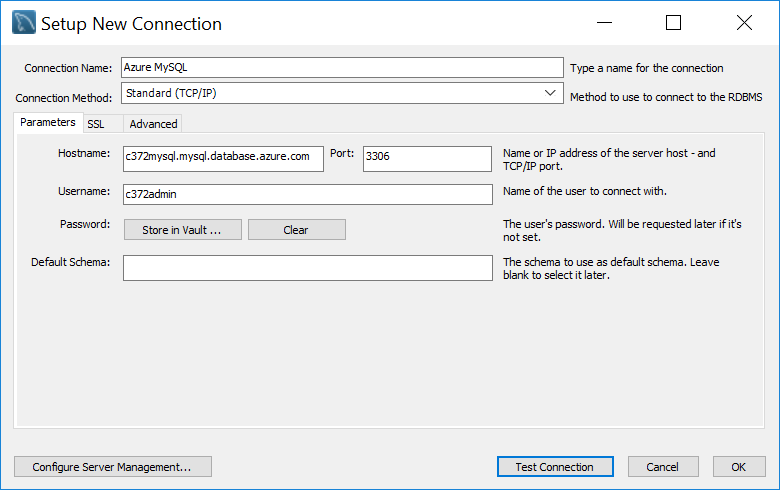 Setup New Connection
Connection Name: Azure MySQL Type a name for the connection
Connection Method: Standard (TCP/IP) Method to use to connect to the RDBMS
Parameters SSL Advanced
Hostname: c372mysql.mysql.database.azure.com Port: 3306 Name or IP address of the server host - and
TCP/IP port.
Username: c372admin Name of the user to connect with.
Password: Store in Vault ... Clear The user's password. Will be requested later if it's
not set.
Default Schema: The schema to use as default schema. Leave
blank to select it later.
Configure Server Management... Test Connection Cancel OK